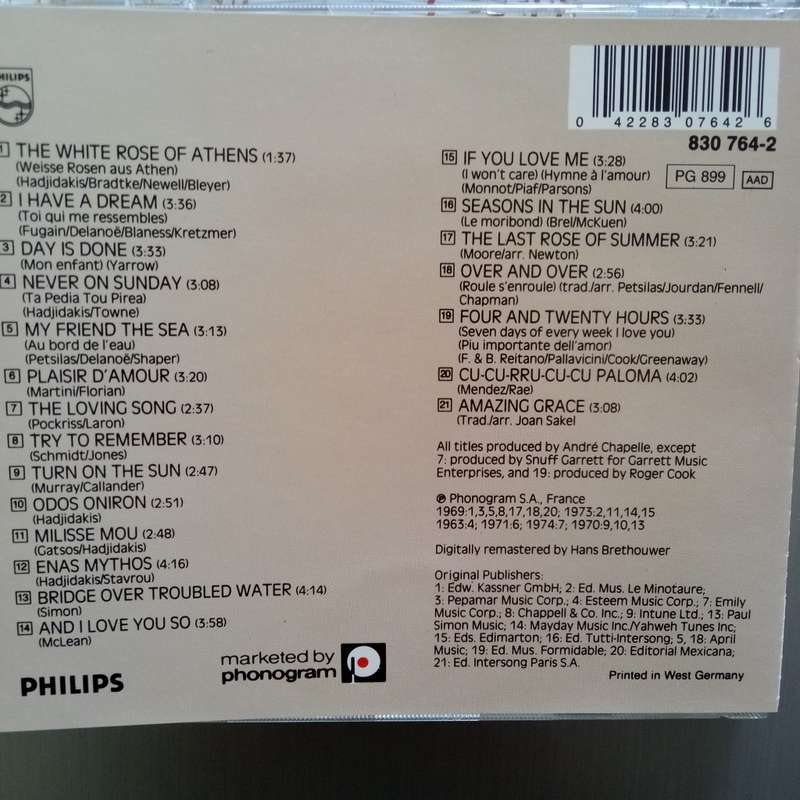 PHILIPS
1 THE WHITE ROSE OF ATHENS (1:37)
(Weisse Rosen aus Athen)
(Hadjidakis/Bradtke/Newell/Bleyer)
2 I HAVE A DREAM (3:36)
(Toi qui me ressembles)
(Fugain/Delanoë/Blaness/Kretzmer)
3 DAY IS DONE (3:33)
(Mon enfant) (Yarrow)
4 NEVER ON SUNDAY (3:08)
(Ta Pedia Tou Pirea)
(Hadjidakis/Towne)
5 MY FRIEND THE SEA (3:13)
(Au bord de l'eau)
(Petsilas/Delanoë/Shaper)
6 PLAISIR D'AMOUR (3:20)
(Martini/Florian)
7 THE LOVING SONG (2:37)
(Pockriss/Laron)
8 TRY TO REMEMBER (3:10)
(Schmidt/Jones)
9 TURN ON THE SUN (2:47)
(Murray/Callander)
10 ODOS ONIRON (2:51)
(Hadjidakis)
11 MILISSE MOU (2:48)
(Gatsos/Hadjidakis)
12 ENAS MYTHOS (4:16)
(Hadjidakis/Stavrou)
13 BRIDGE OVER TROUBLED WATER (4:14)
(Simon)
14 AND I LOVE YOU SO (3:58)
(McLean)
PHILIPS
marketed by
phonogram
0 42283 07642 6
830 764-2
PG 899
AAD
15 IF YOU LOVE ME (3:28)
(I won't care) (Hymne à l'amour)
(Monnot/Piaf/Parsons)
16 SEASONS IN THE SUN (4:00)
(Le moribond) (Brel/McKuen)
17 THE LAST ROSE OF SUMMER (3:21)
(Moore/arr. Newton)
18 OVER AND OVER (2:56)
(Roule s'enroule) (trad./arr. Petsilas/Jourdan/Fennell/
Chapman)
19 FOUR AND TWENTY HOURS (3:33)
(Seven days of every week I love you)
(Piu importante dell'amor)
(F. & B. Reitano/Pallavicini/Cook/Greenaway)
20 CU-CU-RRU-CU-CU PALOMA (4:02)
(Mendez/Rae)
21 AMAZING GRACE (3:08)
(Trad./arr. Joan Sakel
All titles produced by André Chapelle, except
7: produced by Snuff Garrett for Garrett Music
Enterprises, and 19: produced by Roger Cook
℗ Phonogram S.A., France
1969:1,3,5,8,17,18,20; 1973:2,11,14,15
1963:4; 1971:6; 1974:7; 1970:9,10,13
Digitally remastered by Hans Brethouwer
Original Publishers:
1: Edw. Kassner GmbH; 2: Ed. Mus. Le Minotaure;
3: Pepamar Music Corp.; 4: Esteem Music Corp.; 7: Emily
Music Corp.; 8: Chappell & Co. Inc.; 9: Intune Ltd.; 13: Paul
Simon Music; 14: Mayday Music Inc./Yahweh Tunes Inc;
15: Eds. Edimarton; 16: Ed. Tutti-Intersong; 5, 18: April
Music; 19: Ed. Mus. Formidable; 20: Editorial Mexicana;
21: Ed. Intersong Paris S.A.
Printed in West Germany